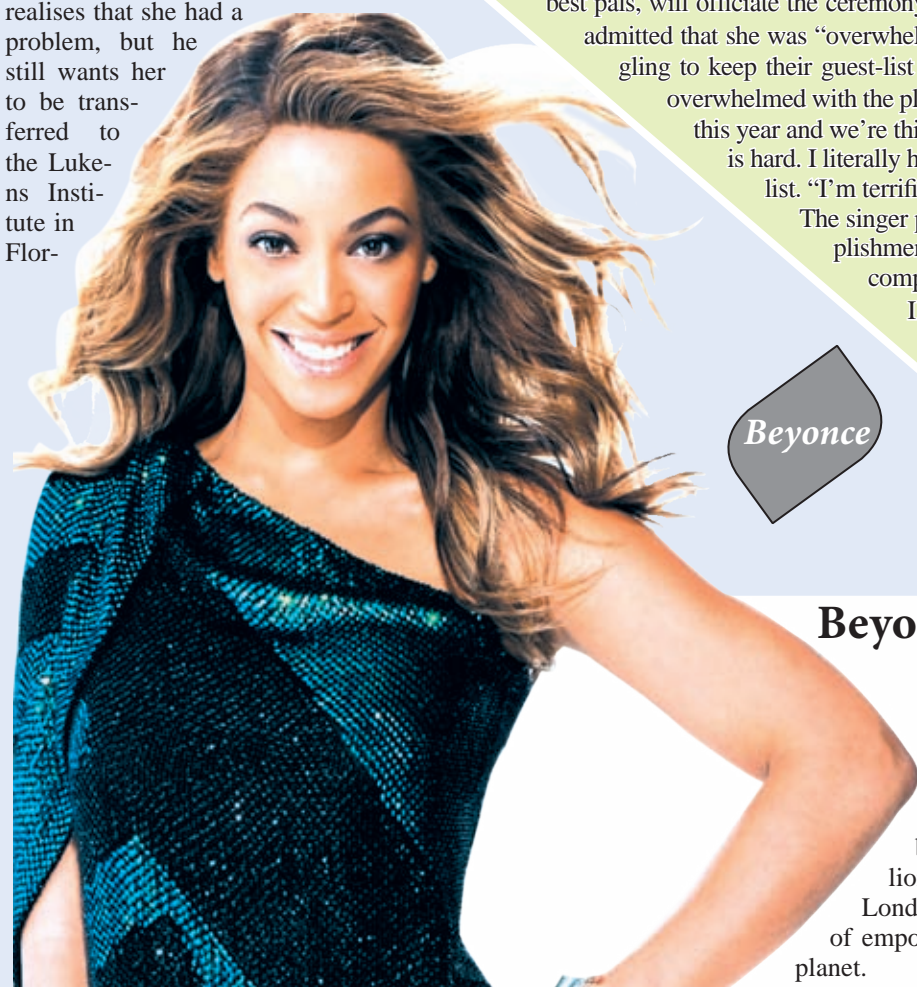 realises that she had a
problem, but he
still wants her
to be trans-
ferred to
the Luke-
ns Insti-
tute in
Flor-
best pals, will officiate the ceremony
admitted that she was “overwhel
gling to keep their guest-list
overwhelmed with the pl
this year and we’re thi
is hard. I literally h
list. “I’m terrifi
The singer p
plishmen
comp
I
Beyonce
Beyo
lio
Lond
of empo
planet.